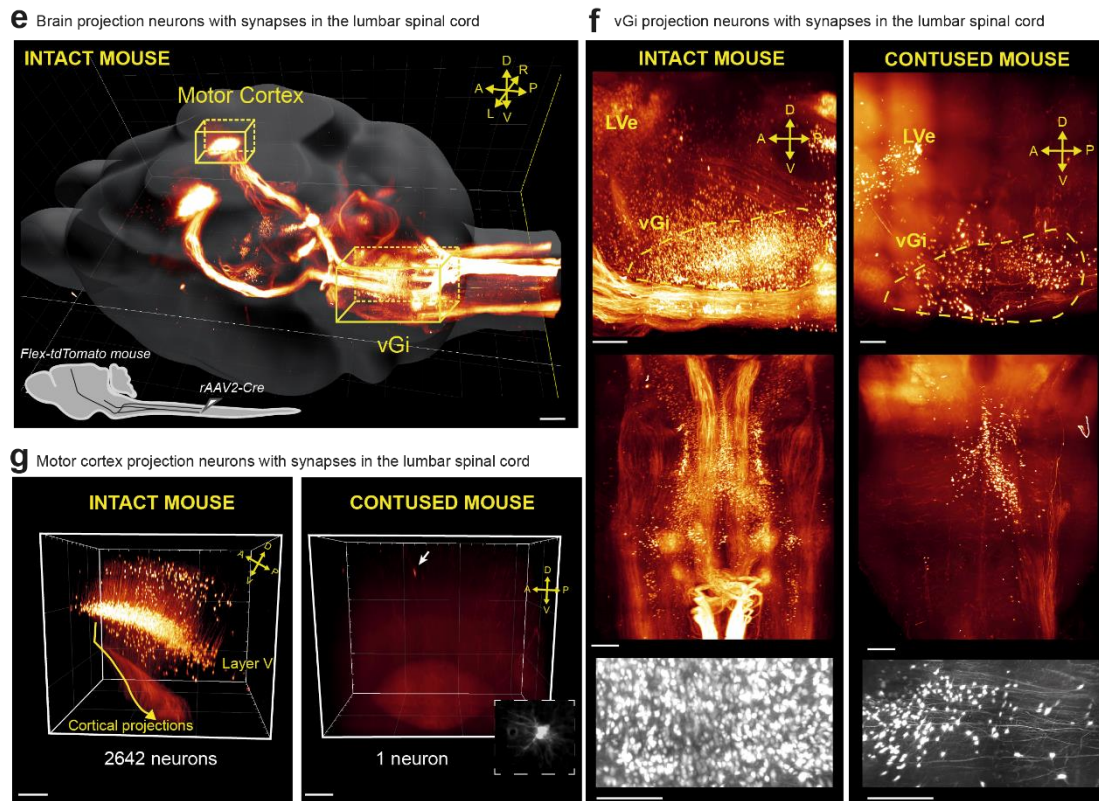 e Brain projection neurons with synapses in the lumbar spinal cord
INTACT MOUSE
Motor Cortex
D
R
A
P
L
V
vGi
Flex-tdTomato mouse
rAAV2-Cre
f vGi projection neurons with synapses in the lumbar spinal cord
INTACT MOUSE
LVe
D
A
P
V
vGi
CONTUSED MOUSE
LVe
D
A
P
V
vGi
g Motor cortex projection neurons with synapses in the lumbar spinal cord
INTACT MOUSE
A
D
V
P
Layer V
Cortical projections
2642 neurons
CONTUSED MOUSE
D
A
P
V
1 neuron